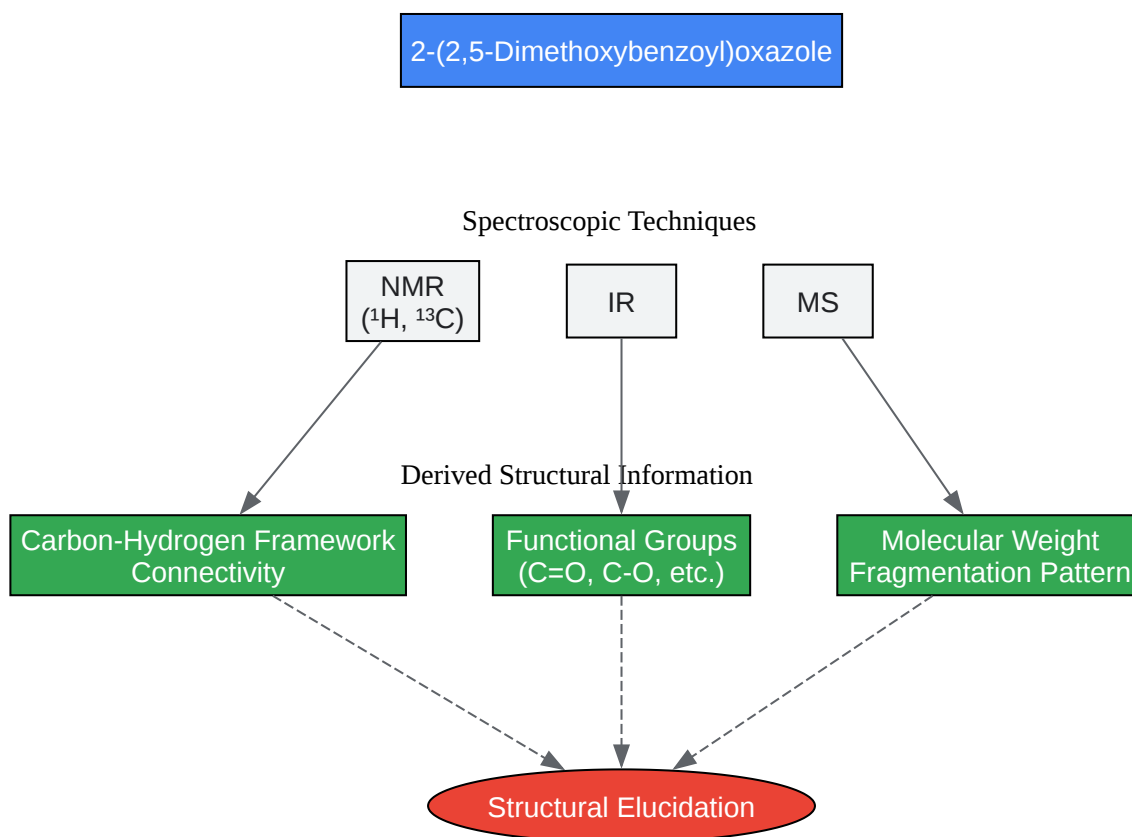 2-(2,5-Dimethoxybenzoyl)oxazole
Spectroscopic Techniques
NMR
(¹H, ¹³C)
IR
MS
Derived Structural Information
Carbon-Hydrogen Framework
Connectivity
Functional Groups
(C=O, C-O, etc.)
Molecular Weight
Fragmentation Pattern
Structural Elucidation